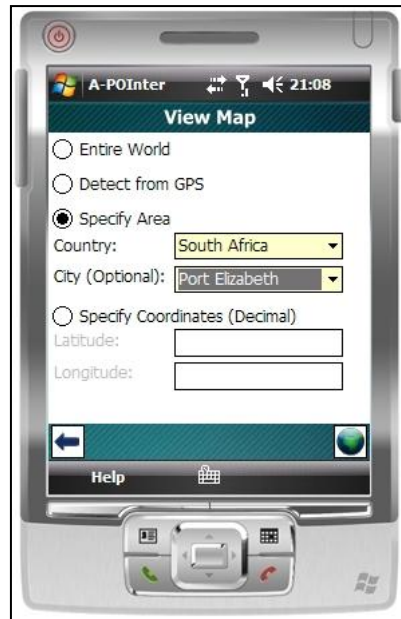 A-POInter 21:08
View Map
Entire World
Detect from GPS
Specify Area
Country: South Africa
City (Optional): Port Elizabeth
Specify Coordinates (Decimal)
Latitude:
Longitude:
Help